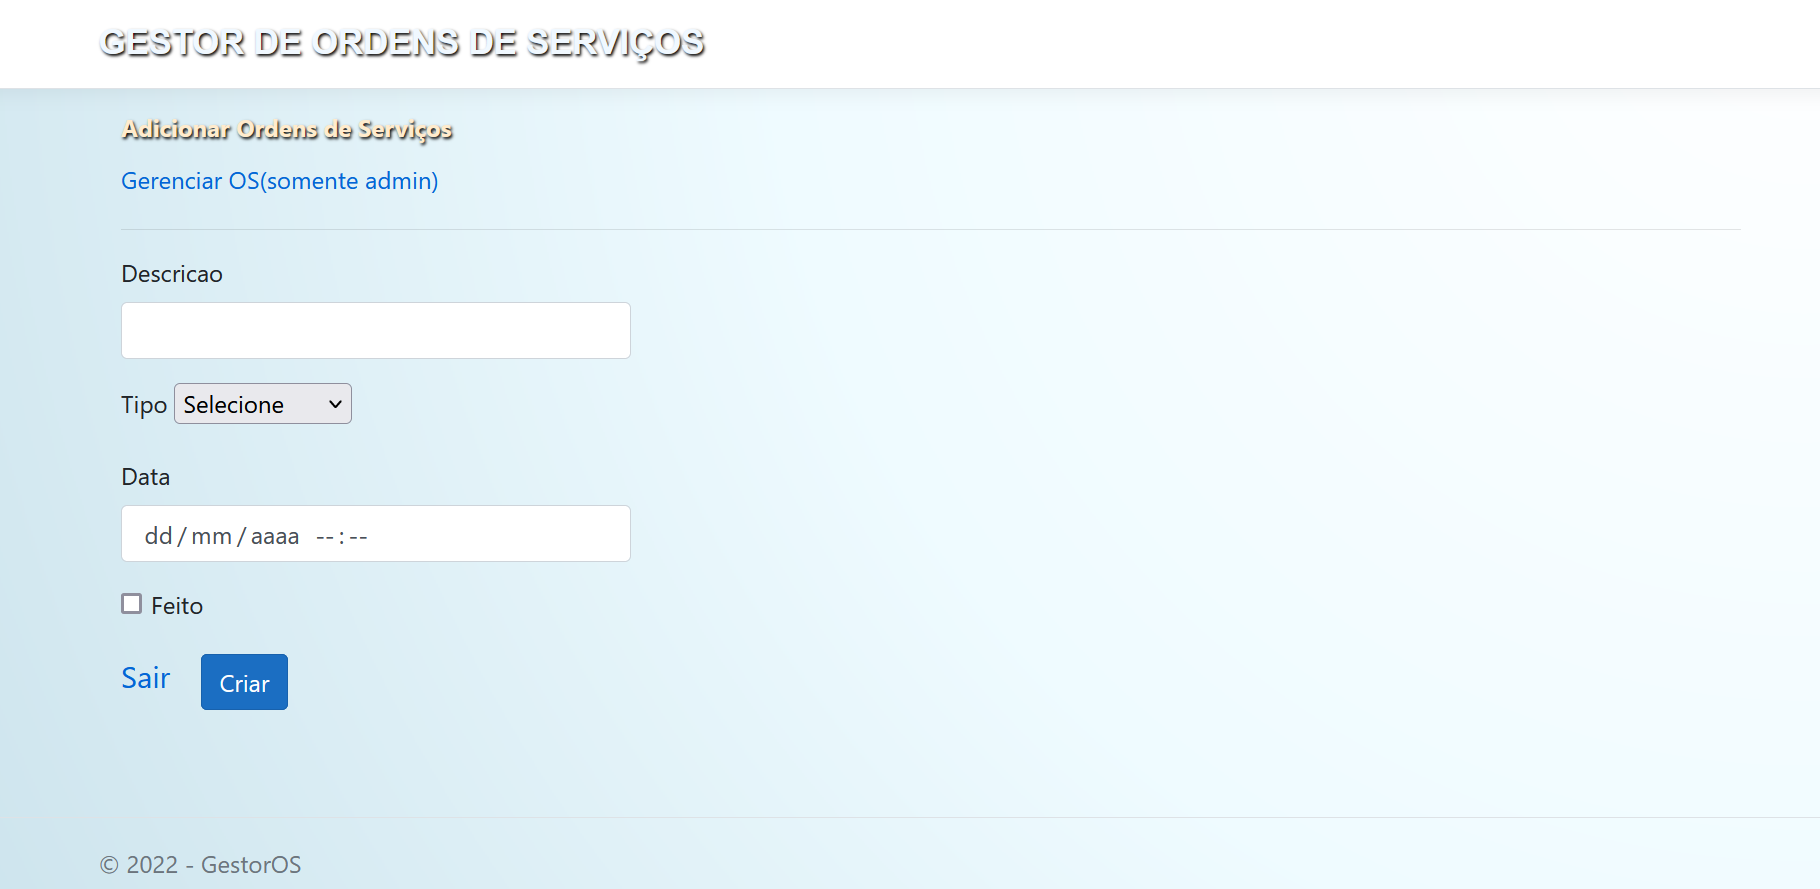 GESTOR DE ORDENS DE SERVIÇOS
Adicionar Ordens de Serviços
Gerenciar OS(somente admin)
Descricao
Tipo Selecione
Data
dd/mm/aaaa --:--
Feito
Sair Criar
© 2022 - GestorOS